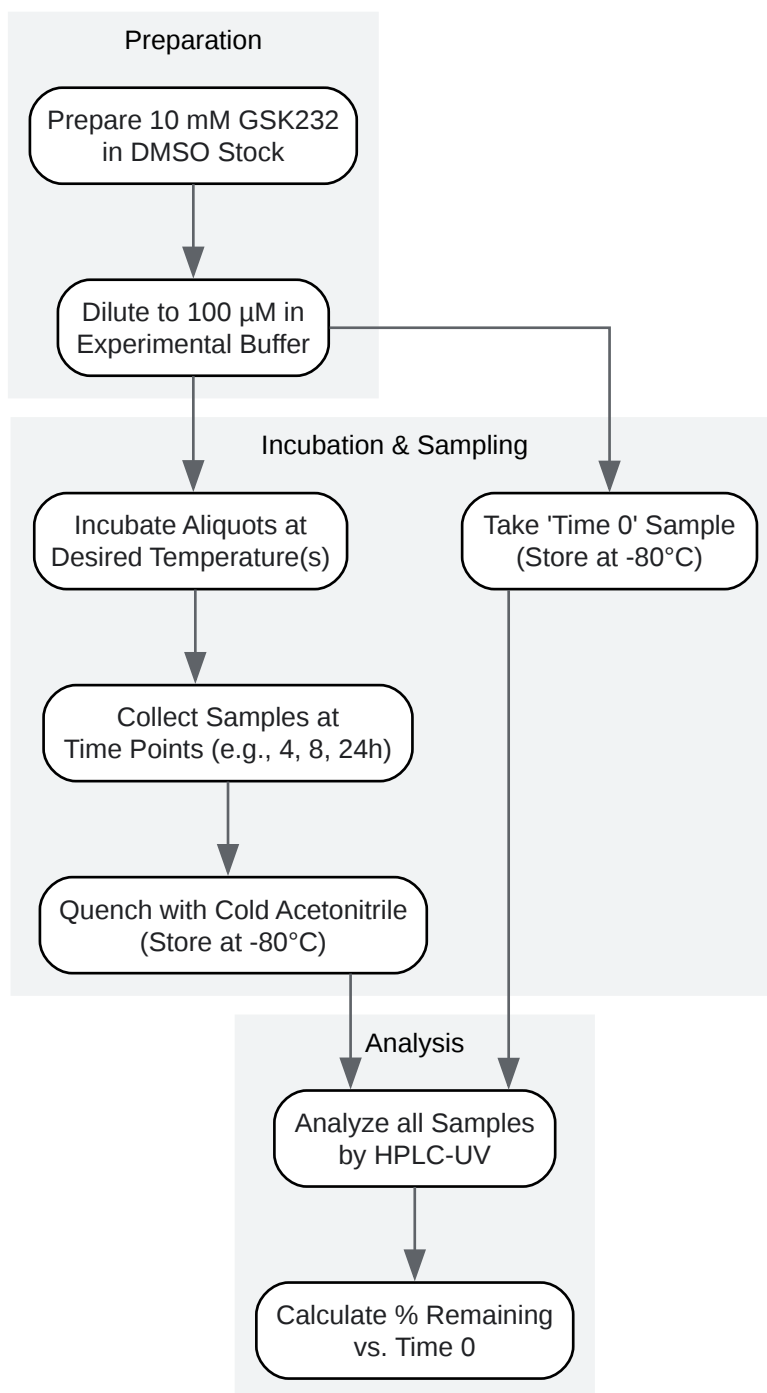 Preparation
Prepare 10 mM GSK232
in DMSO Stock
Dilute to 100 µM in
Experimental Buffer
Incubation & Sampling
Incubate Aliquots at
Desired Temperature(s)
Take 'Time 0' Sample
(Store at -80°C)
Collect Samples at
Time Points (e.g., 4, 8, 24h)
Quench with Cold Acetonitrile
(Store at -80°C)
Analysis
Analyze all Samples
by HPLC-UV
Calculate % Remaining
vs. Time 0